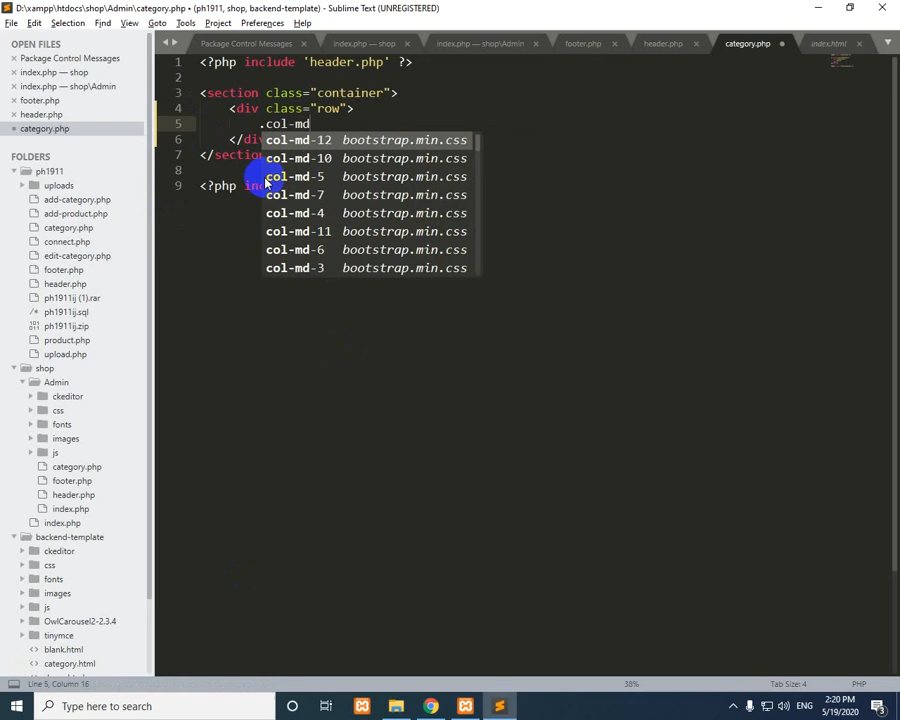 D:\xampp\htdocs\shop\Admin\category.php • (ph1911, shop, backend-template) - Sublime Text (UNREGISTERED)
File Edit Selection Find View Goto Tools Project Preferences Help
OPEN FILES
Package Control Messages
index.php — shop
index.php — shop\Admin
footer.php
header.php
category.php
FOLDERS
ph1911
uploads
add-category.php
add-product.php
category.php
connect.php
edit-category.php
footer.php
header.php
ph1911ij (1).rar
ph1911ij.sql
ph1911ij.zip
product.php
upload.php
shop
Admin
ckeditor
css
fonts
images
js
category.php
footer.php
header.php
index.php
index.php
backend-template
ckeditor
css
fonts
images
js
OwlCarousel2-2.3.4
tinymce
blank.html
category.html
Package Control Messages index.php — shop index.php — shop\Admin footer.php header.php category.php index.html
1 <?php include 'header.php' ?>
2
3 <section class="container">
4 <div class="row">
5 .col-md
6 </div
7 </section
8
9 <?php inc
col-md-12 bootstrap.min.css
col-md-10 bootstrap.min.css
col-md-5 bootstrap.min.css
col-md-7 bootstrap.min.css
col-md-4 bootstrap.min.css
col-md-11 bootstrap.min.css
col-md-6 bootstrap.min.css
col-md-3 bootstrap.min.css
Line 5, Column 16 38% Tab Size: 4 PHP
Type here to search
ENG
2:20 PM
5/19/2020
3